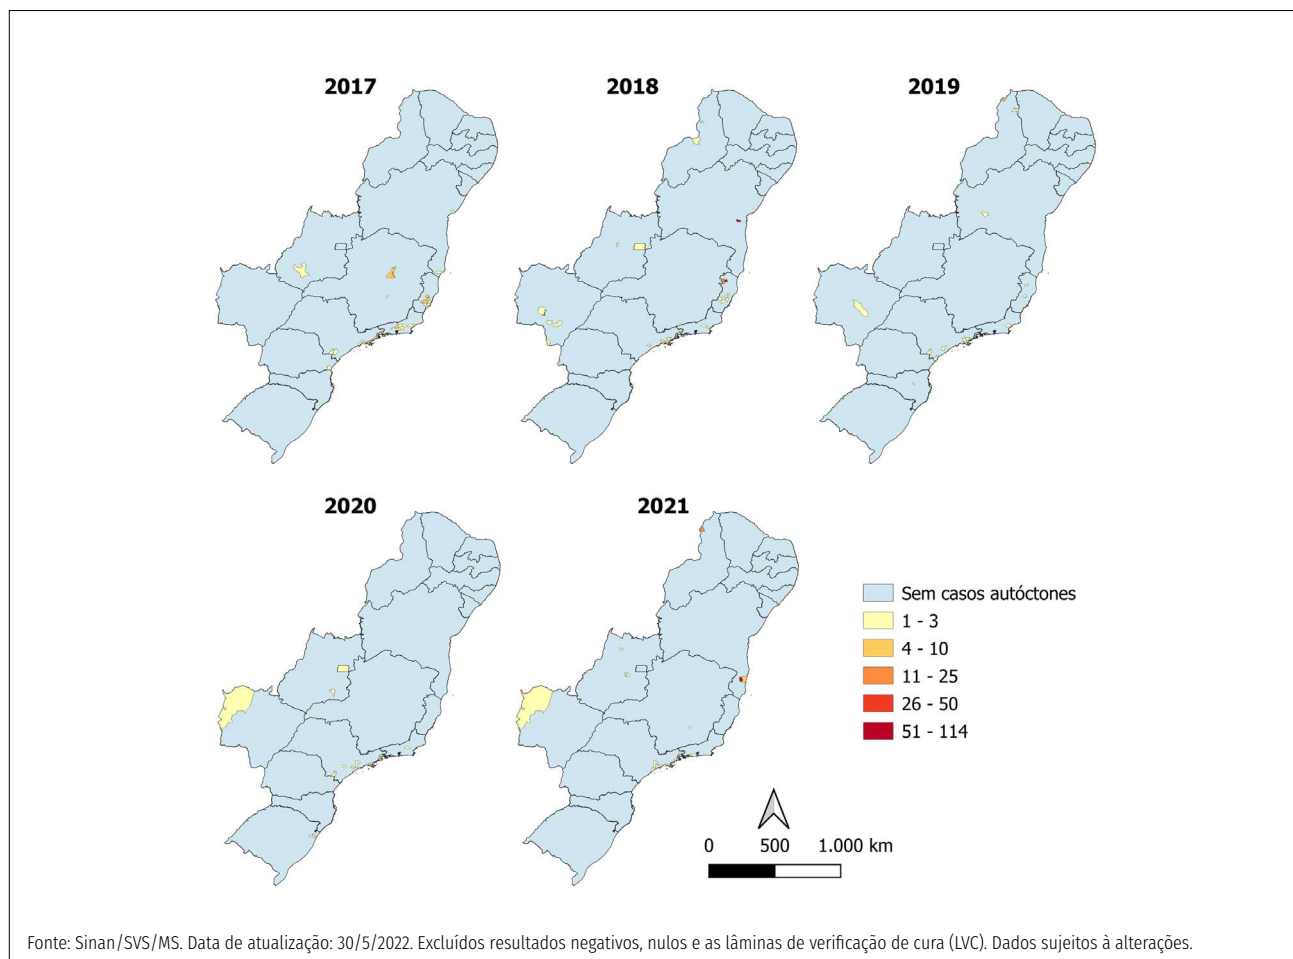 2017
2018
2019
2020
2021
Sem casos autóctones
1 - 3
4 - 10
11 - 25
26 - 50
51 - 114
0 500 1.000 km
Fonte: Sinan/SVS/MS. Data de atualização: 30/5/2022. Excluídos resultados negativos, nulos e as lâminas de verificação de cura (LVC). Dados sujeitos à alterações.